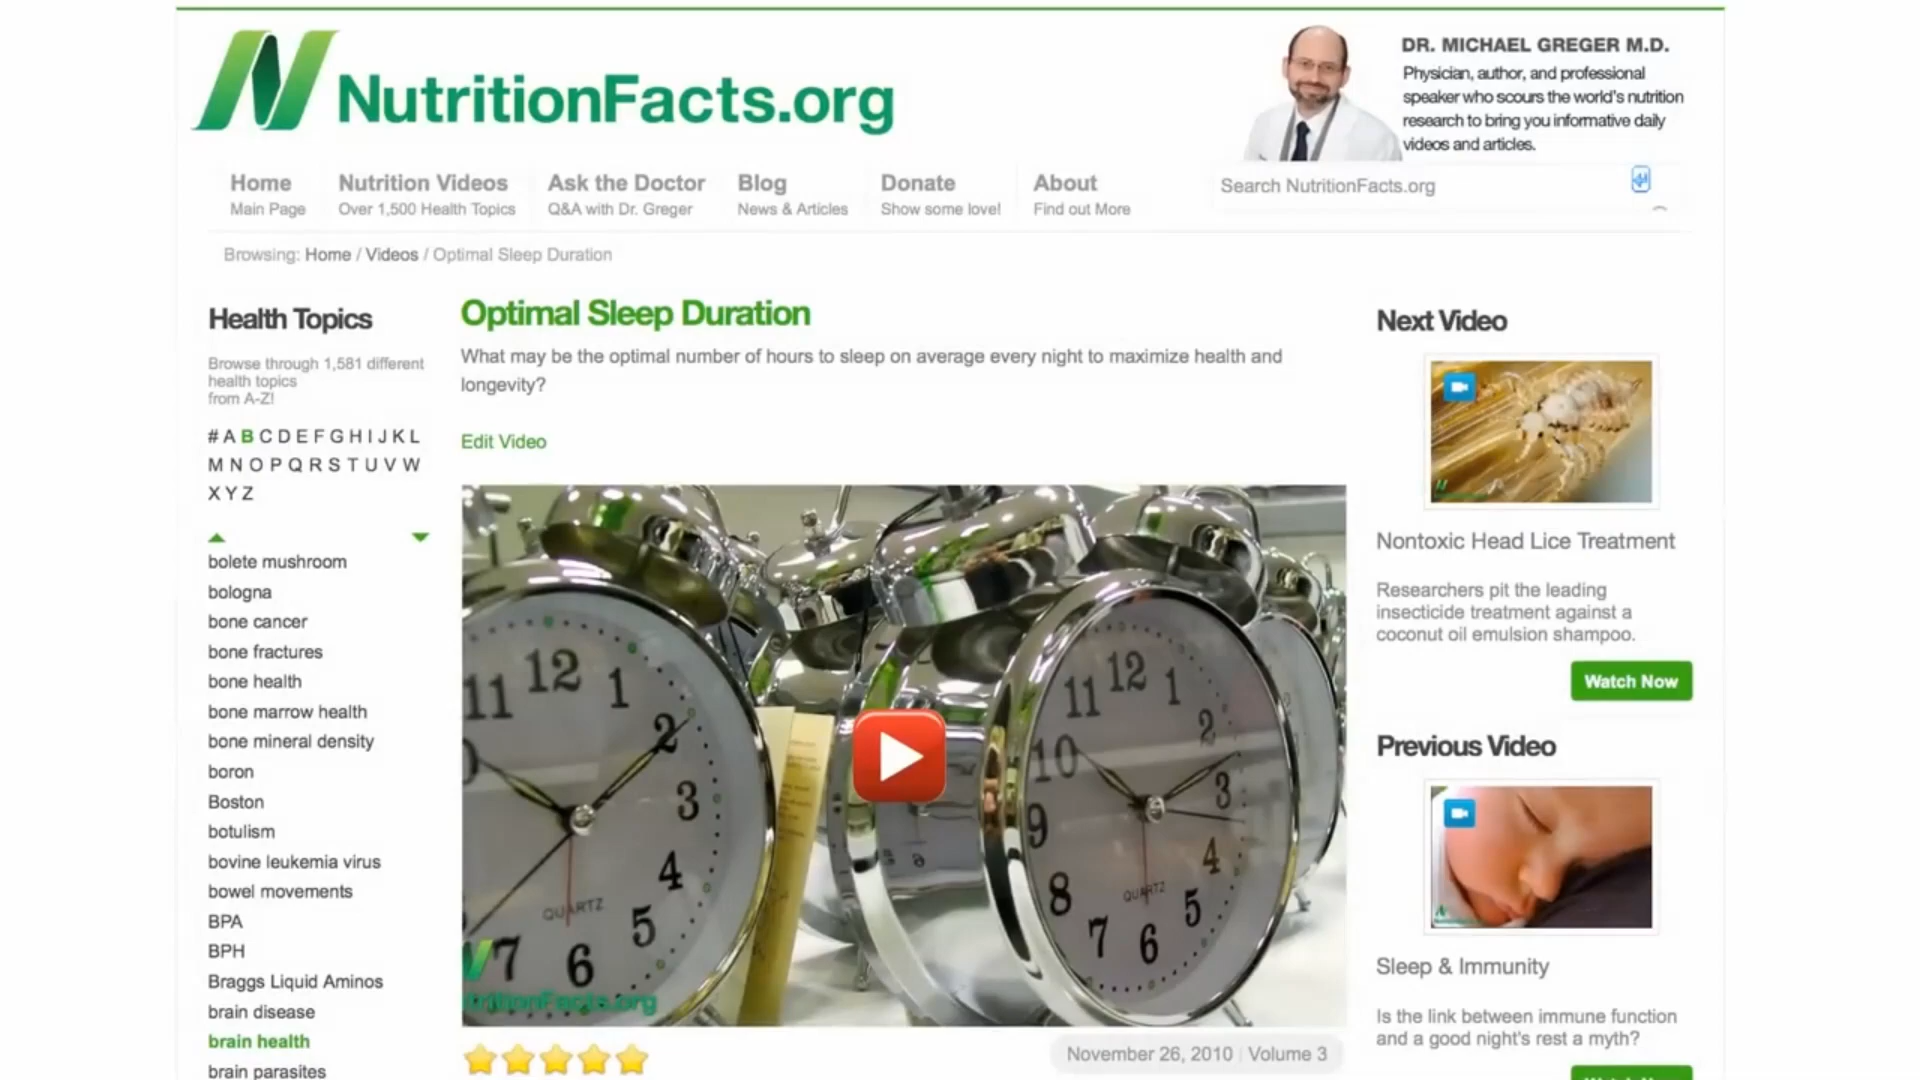 NutritionFacts.org
DR. MICHAEL GREGER M.D.
Physician, author, and professional
speaker who scours the world's nutrition
research to bring you informative daily
videos and articles.
Home
Main Page
Nutrition Videos
Over 1,500 Health Topics
Ask the Doctor
Q&A with Dr. Greger
Blog
News & Articles
Donate
Show some love!
About
Find out More
Search NutritionFacts.org
Browsing: Home / Videos / Optimal Sleep Duration
Health Topics
Browse through 1,581 different
health topics
from A-Z!
# A B C D E F G H I J K L
M N O P Q R S T U V W
X Y Z
bolete mushroom
bologna
bone cancer
bone fractures
bone health
bone marrow health
bone mineral density
boron
Boston
botulism
bovine leukemia virus
bowel movements
BPA
BPH
Braggs Liquid Aminos
brain disease
brain health
brain parasites
Optimal Sleep Duration
What may be the optimal number of hours to sleep on average every night to maximize health and
longevity?
Edit Video
11 12 1
2
3
4
5
6
7
QUARTZ
11 12 1
10 2
9 3
8 4
7 6 5
QUARTZ
November 26, 2010 | Volume 3
Next Video
Nontoxic Head Lice Treatment
Researchers pit the leading
insecticide treatment against a
coconut oil emulsion shampoo.
Watch Now
Previous Video
Sleep & Immunity
Is the link between immune function
and a good night's rest a myth?